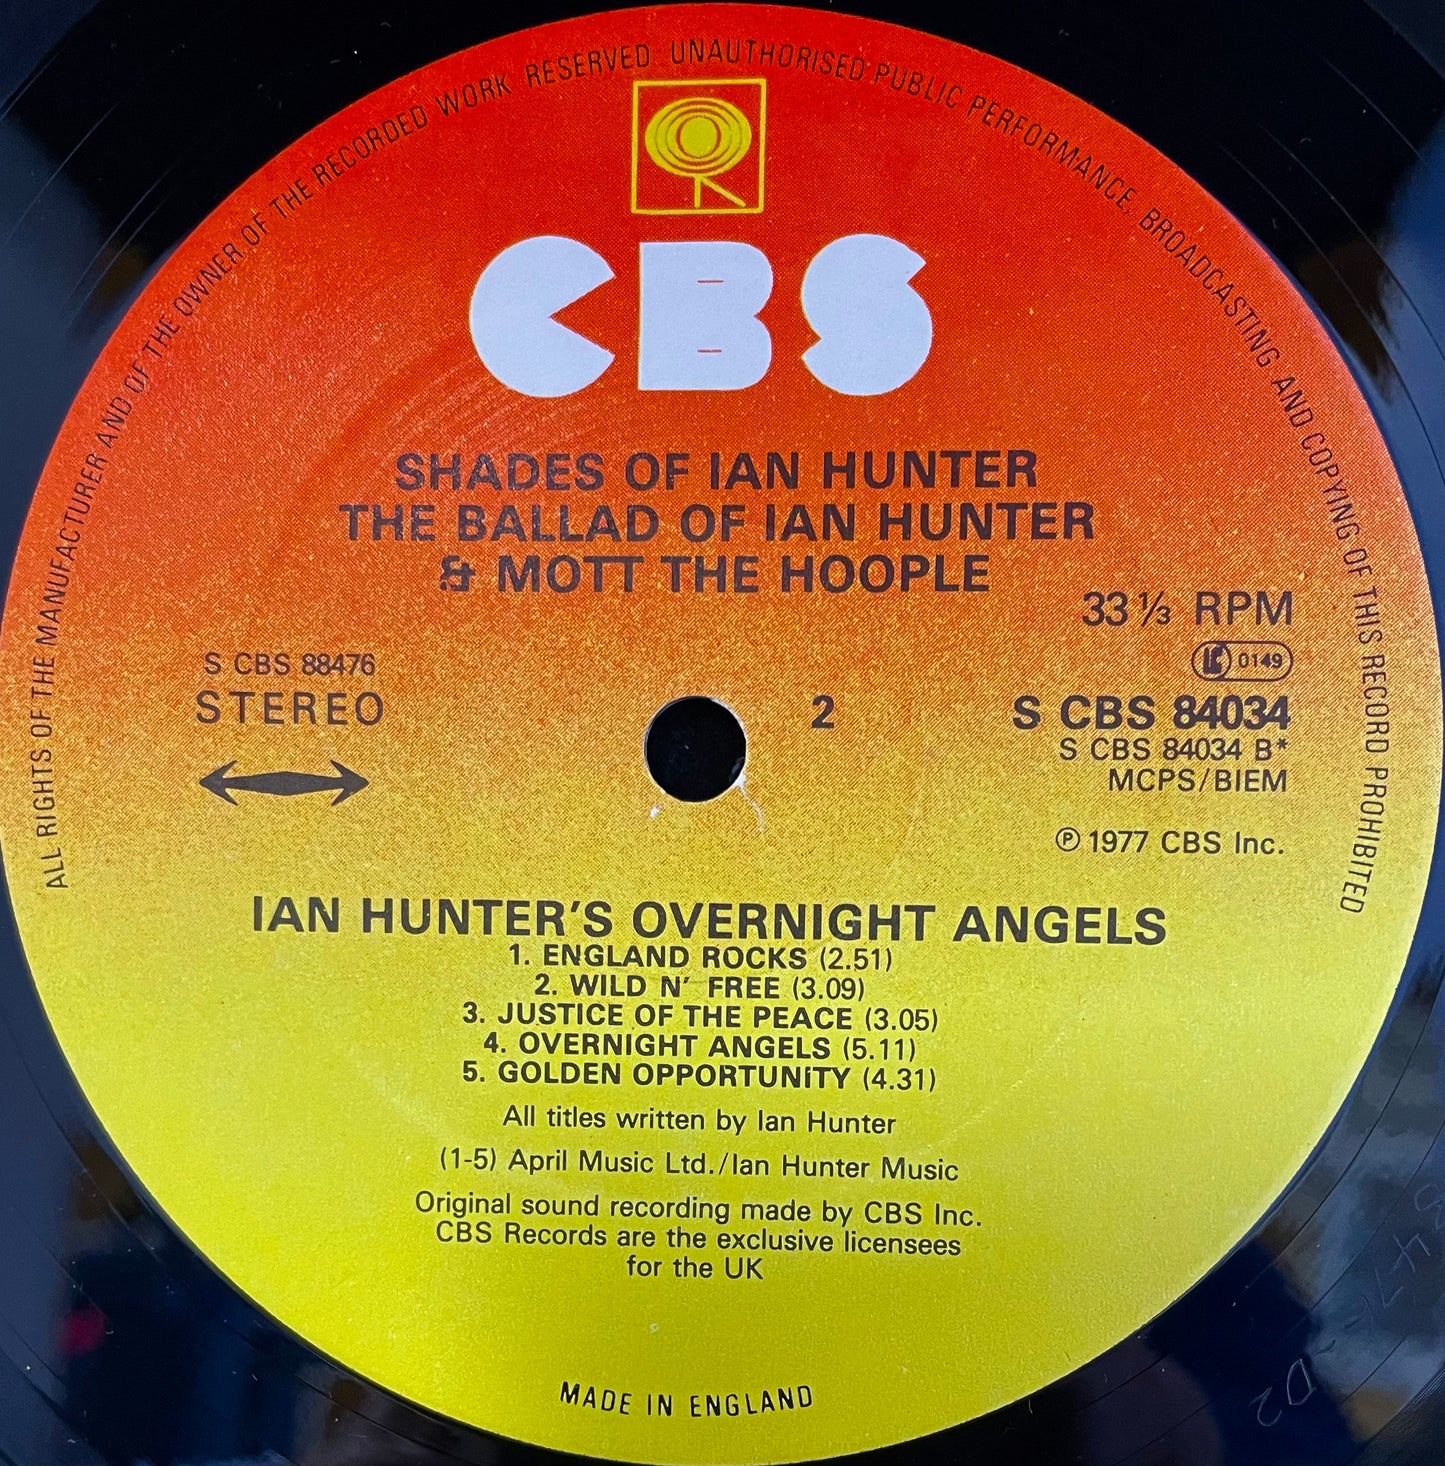 ALL RIGHTS OF THE MANUFACTURER AND OF THE OWNER OF THE RECORDED WORK RESERVED. UNAUTHORISED PUBLIC PERFORMANCE, BROADCASTING AND COPYING OF THIS RECORD PROHIBITED
CBS
SHADES OF IAN HUNTER
THE BALLAD OF IAN HUNTER
& MOTT THE HOOPLE
33 ⅓ RPM
LC 0149
S CBS 88476
STEREO
2
S CBS 84034
S CBS 84034 B*
MCPS/BIEM
℗ 1977 CBS Inc.
IAN HUNTER'S OVERNIGHT ANGELS
1. ENGLAND ROCKS (2.51)
2. WILD N' FREE (3.09)
3. JUSTICE OF THE PEACE (3.05)
4. OVERNIGHT ANGELS (5.11)
5. GOLDEN OPPORTUNiTY (4.31)
All titles written by Ian Hunter
(1-5) April Music Ltd./Ian Hunter Music
Original sound recording made by CBS Inc.
CBS Records are the exclusive licensees
for the UK
MADE IN ENGLAND